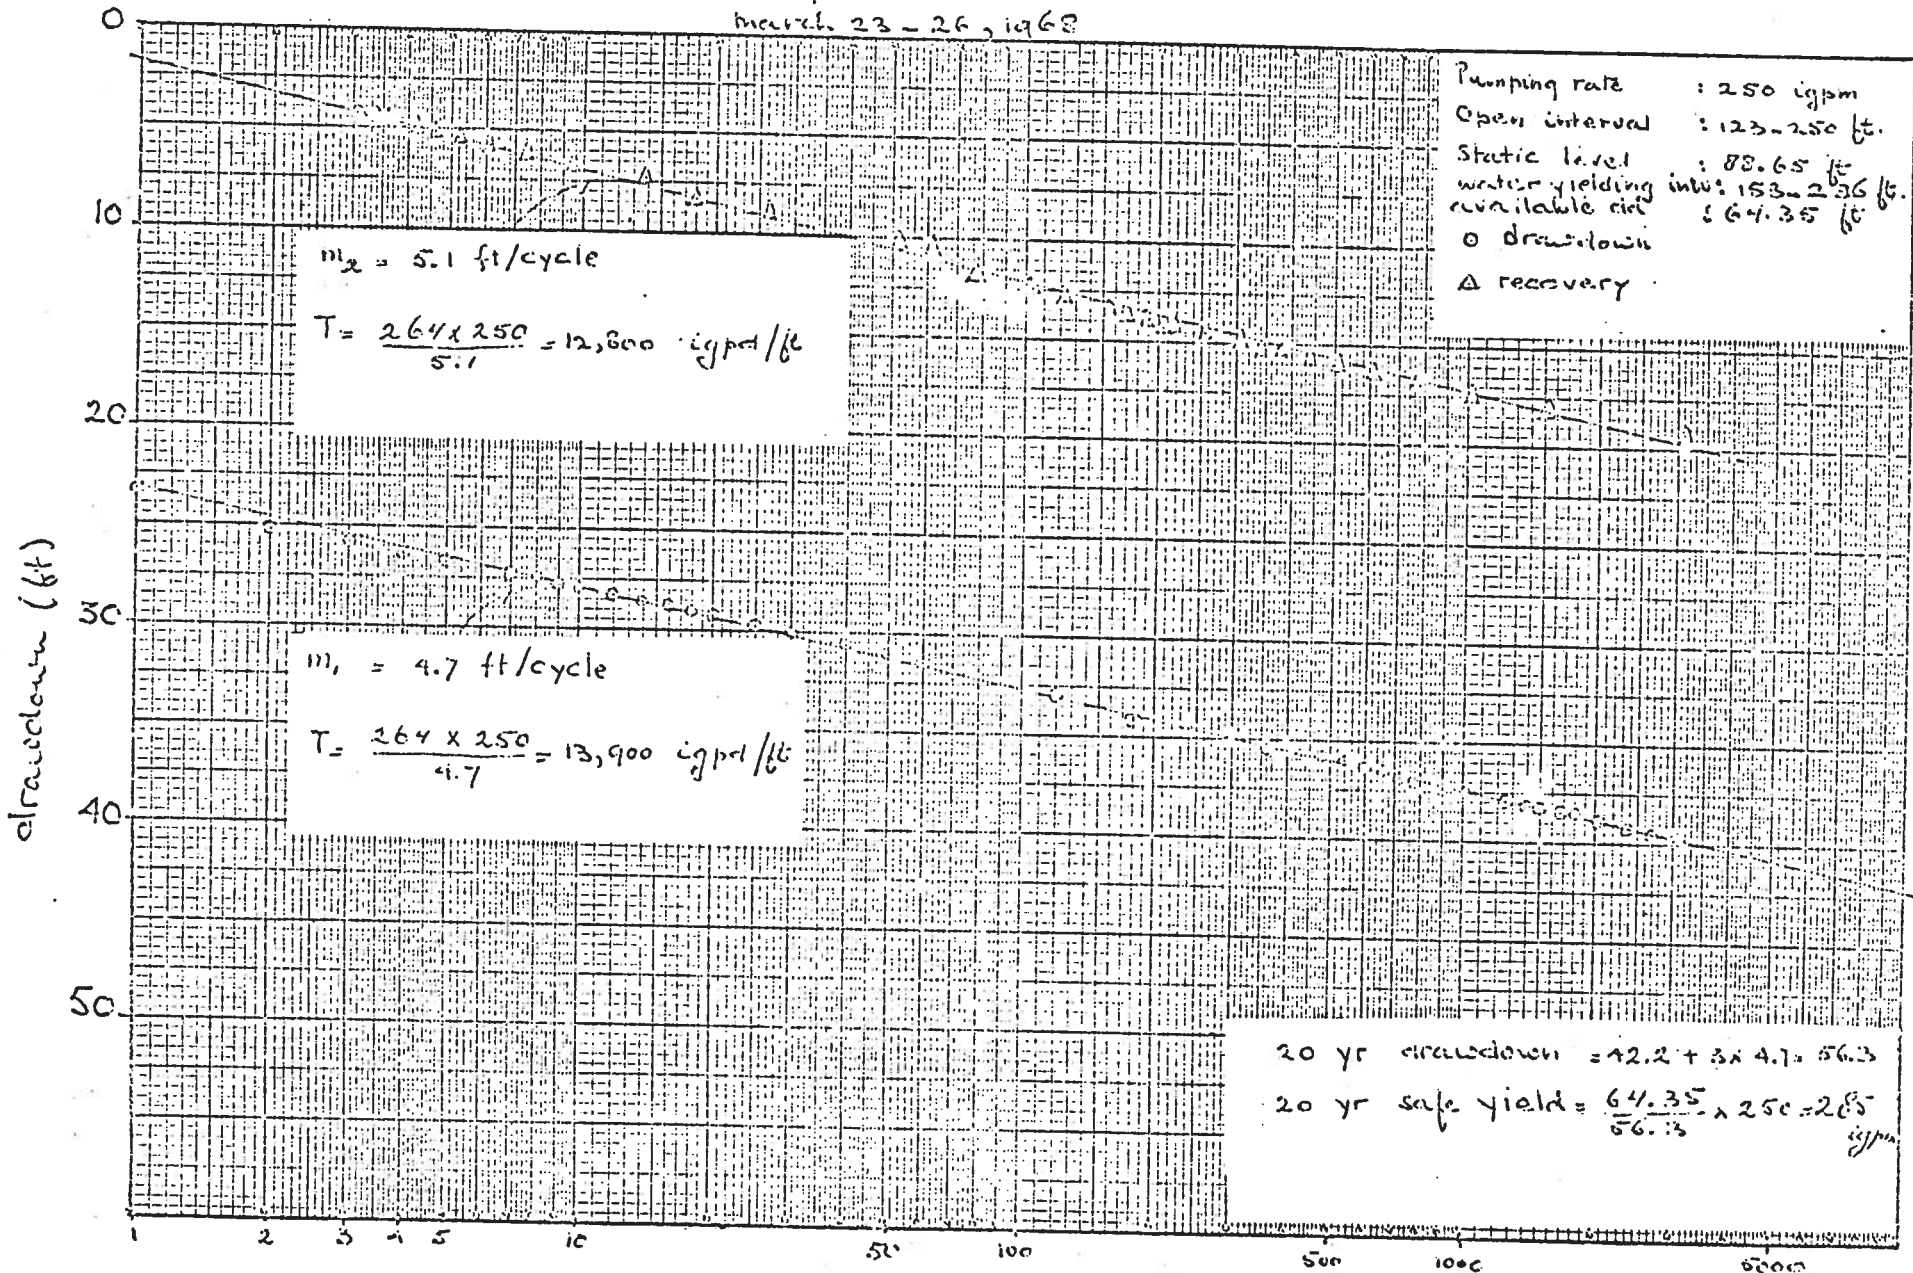 March 23-26, 1968
Pumping rate : 250 igpm
Open interval : 123-250 ft.
Static level : 88.65 ft
water yielding intv: 153-236 ft.
available dd : 64.35 ft
⊙ drawdown
△ recovery
m₂ = 5.1 ft/cycle
T = 264 x 250 / 5.1 = 12,800 igpd/ft
m₁ = 4.7 ft/cycle
T = 264 x 250 / 4.7 = 13,900 igpd/ft
20 yr drawdown = 42.2 + 3x 4.7 = 56.3
20 yr safe yield = 64.35 / 56.3 x 250 = 285 igpm
drawdown (ft)
0
10
20
30
40
50
1 2 3 4 5 10 50 100 500 1000 5000